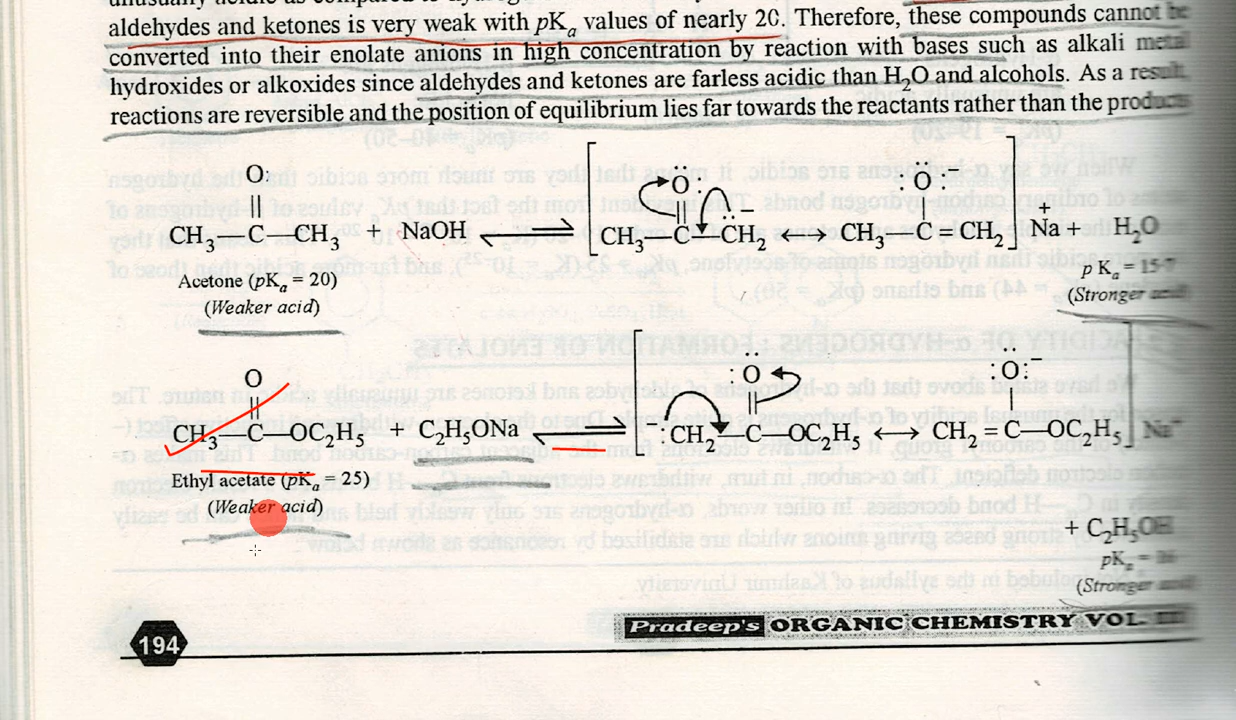 aldehydes and ketones is very weak with pKa values of nearly 20. Therefore, these compounds cannot be
converted into their enolate anions in high concentration by reaction with bases such as alkali metal
hydroxides or alkoxides since aldehydes and ketones are farless acidic than H₂O and alcohols. As a result
reactions are reversible and the position of equilibrium lies far towards the reactants rather than the products
O:
||
CH₃—C—CH₃ + NaOH ⇌ [CH₃—C—CH₂ ⟷ CH₃—C=CH₂] Na⁺ + H₂O
Acetone (pKa = 20)
(Weaker acid)
pKa = 15·7
(Stronger acid)
O
||
CH₃—C—OC₂H₅ + C₂H₅ONa ⇌ [⁻:CH₂—C—OC₂H₅ ⟷ CH₂=C—OC₂H₅] Na⁺
Ethyl acetate (pKa = 25)
(Weaker acid)
+ C₂H₅OH
pKa =
(Stronger acid)
194
Pradeep's ORGANIC CHEMISTRY VOL.